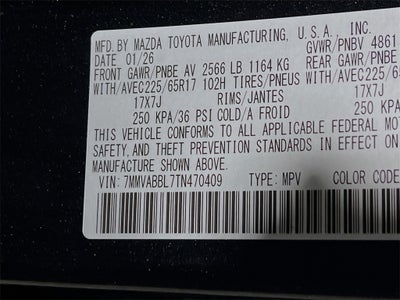 MFD.BY MAZDA TOYOTA MANUFACTURING, U.S.A., INC.
DATE 01/26 GVWR/PNBV 4861
FRONT GAWR/PNBE AV 2566 LB 1164 KG REAR GAWR/PNBE
WITH/AVEC225/65R17 102H TIRES/PNEUS WITH/AVEC225/65
17X7J RIMS/JANTES 17X7J
250 KPA/36 PSI COLD/A FROID 250 KPA
THIS VEHICLE CONFORMS TO ALL APPLICABLE FEDERAL MOTOR
SAFETY,AND THEFT PREVENTION STANDARDS IN EFFECT ON
MANUFACTURE SHOWN ABOVE.
VIN: 7MMVABBL7TN470409 TYPE: MPV COLOR CODE